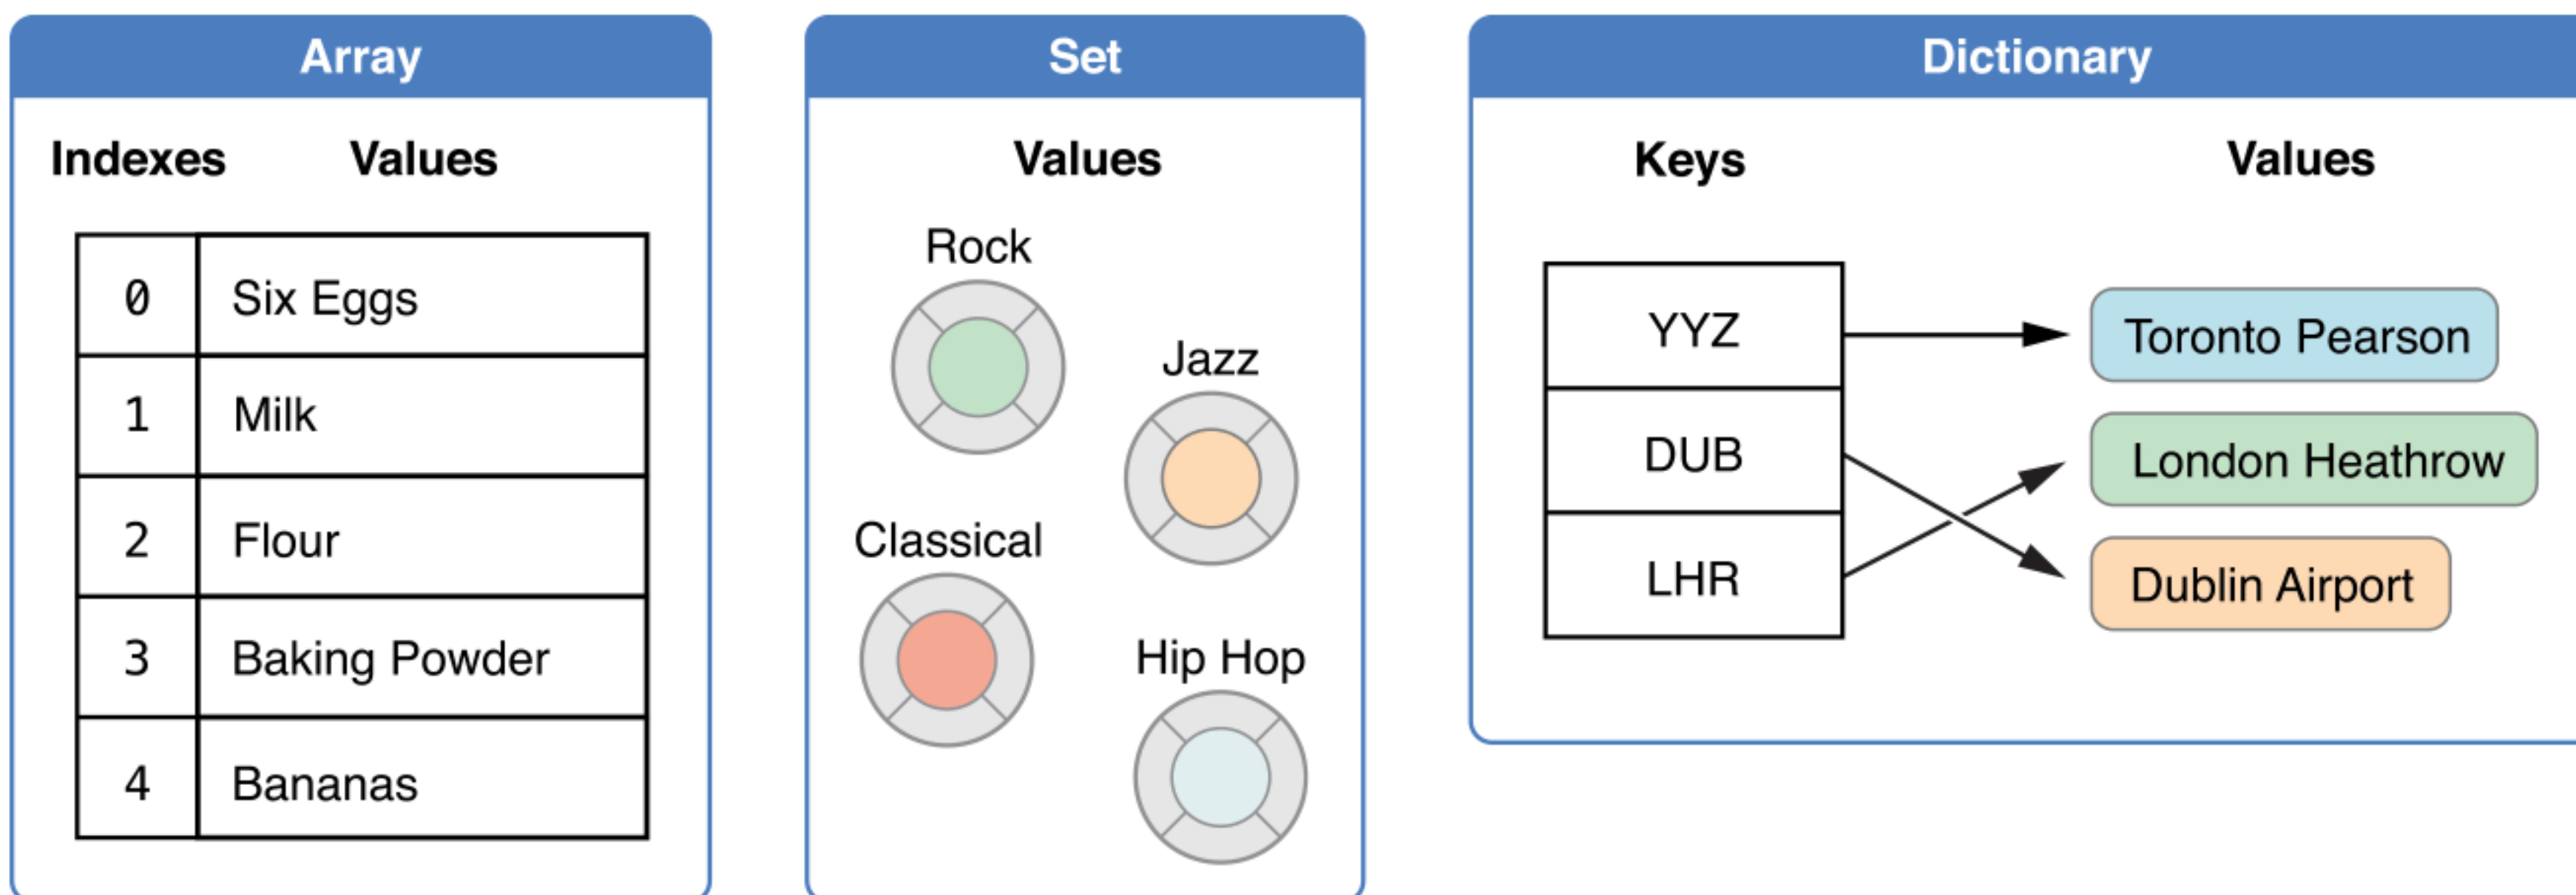 Array
Indexes Values
0 Six Eggs
1 Milk
2 Flour
3 Baking Powder
4 Bananas
Set
Values
Rock
Jazz
Classical
Hip Hop
Dictionary
Keys Values
YYZ Toronto Pearson
DUB London Heathrow
LHR Dublin Airport